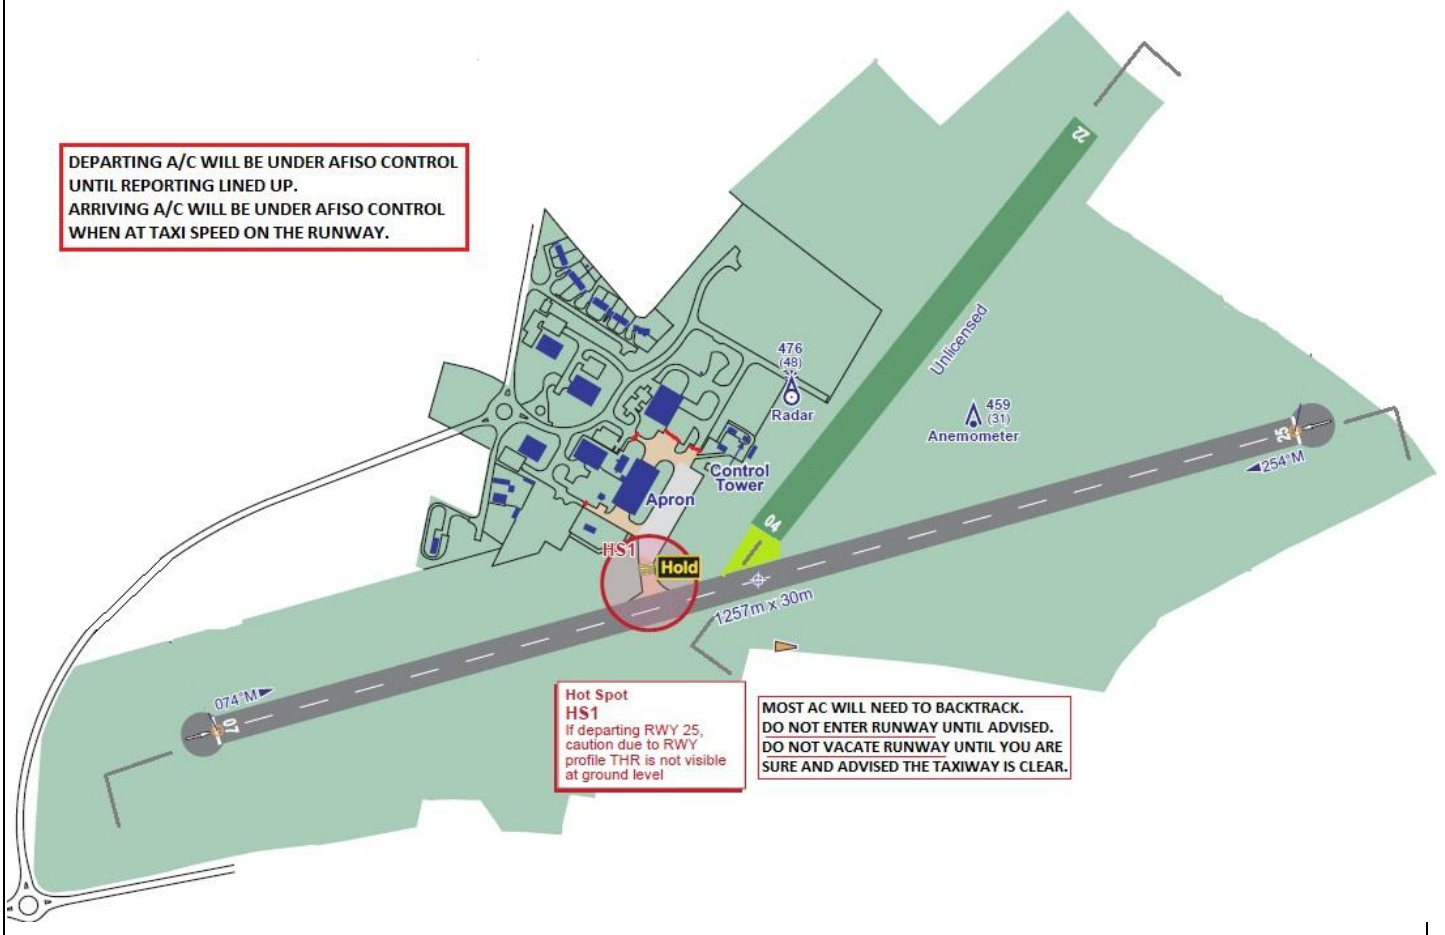 DEPARTING A/C WILL BE UNDER AFISO CONTROL
UNTIL REPORTING LINED UP.
ARRIVING A/C WILL BE UNDER AFISO CONTROL
WHEN AT TAXI SPEED ON THE RUNWAY.
22
Unlicensed
476
(48)
Radar
459
(31)
Anemometer
25
254°M
Control
Tower
Apron
04
HS1
Hold
1257m x 30m
074°M
07
Hot Spot
HS1
If departing RWY 25,
caution due to RWY
profile THR is not visible
at ground level
MOST AC WILL NEED TO BACKTRACK.
DO NOT ENTER RUNWAY UNTIL ADVISED.
DO NOT VACATE RUNWAY UNTIL YOU ARE
SURE AND ADVISED THE TAXIWAY IS CLEAR.